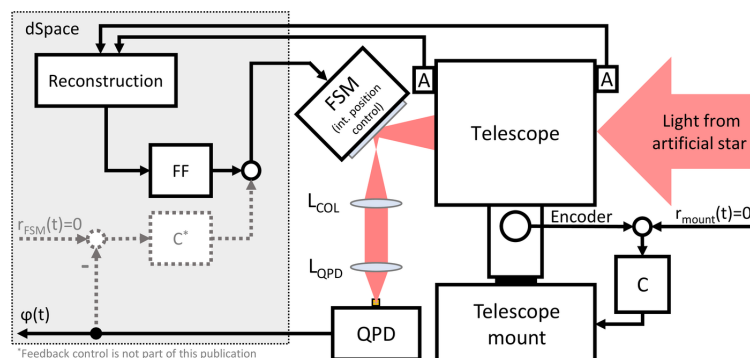 dSpace
Reconstruction
FF
r_FSM(t)=0
C*
-
φ(t)
*Feedback control is not part of this publication
FSM
(int. position
control)
A
A
Telescope
Light from
artificial star
L_COL
L_QPD
QPD
Encoder
r_mount(t)=0
C
Telescope
mount